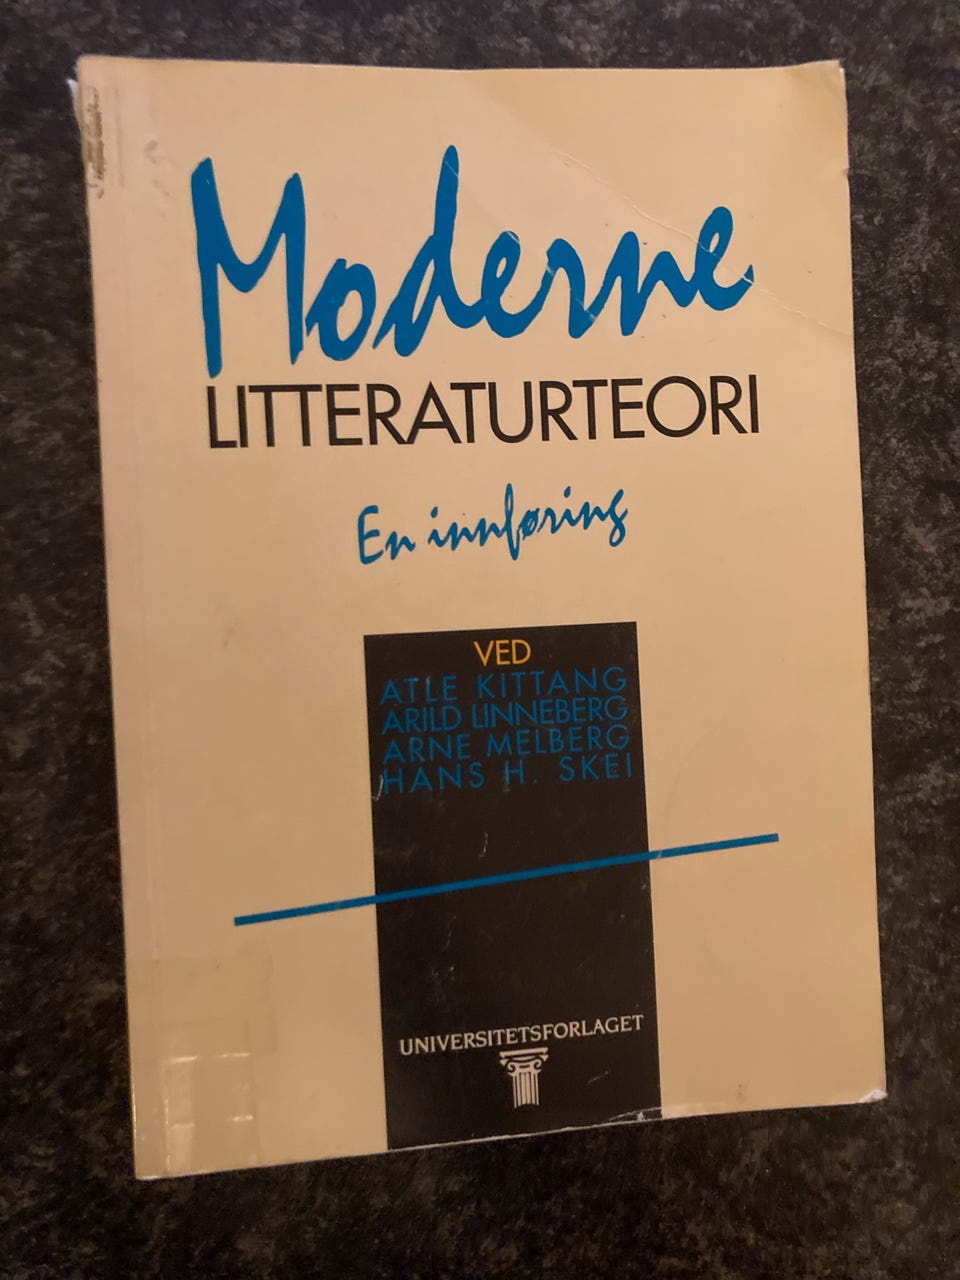 Moderne
LITTERATURTEORI
En innføring
VED
ATLE KITTANG
ARILD LINNEBERG
ARNE MELBERG
HANS H. SKEI
UNIVERSITETSFORLAGET